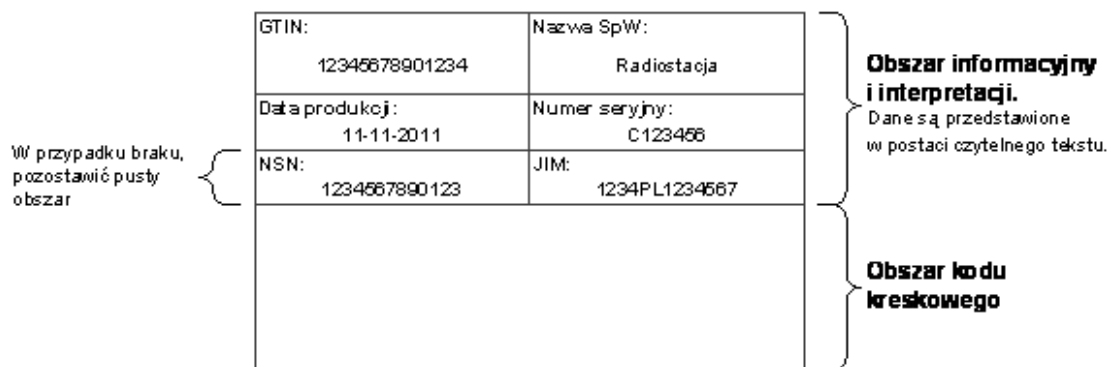 GTIN:
12345678901234
Nazwa SpW:
Radiostacja
Data produkcji:
11-11-2011
Numer seryjny:
C123456
NSN:
1234567890123
JIM:
1234PL1234567
W przypadku braku,
pozostawić pusty
obszar
Obszar informacyjny
i interpretacji.
Dane są przedstawione
w postaci czytelnego tekstu.
Obszar kodu
kreskowego